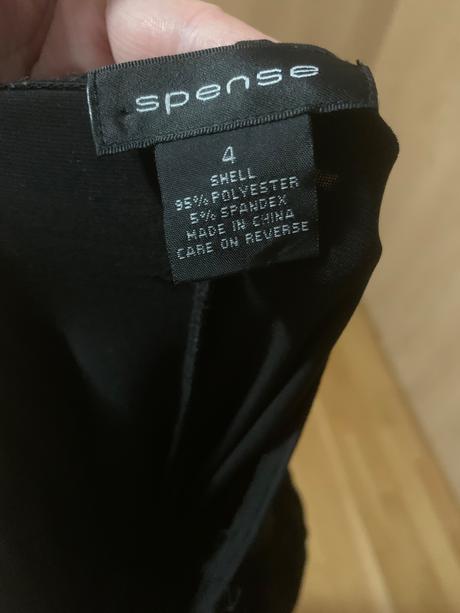 spense
4
SHELL
95% POLYESTER
5% SPANDEX
MADE IN CHINA
CARE ON REVERSE